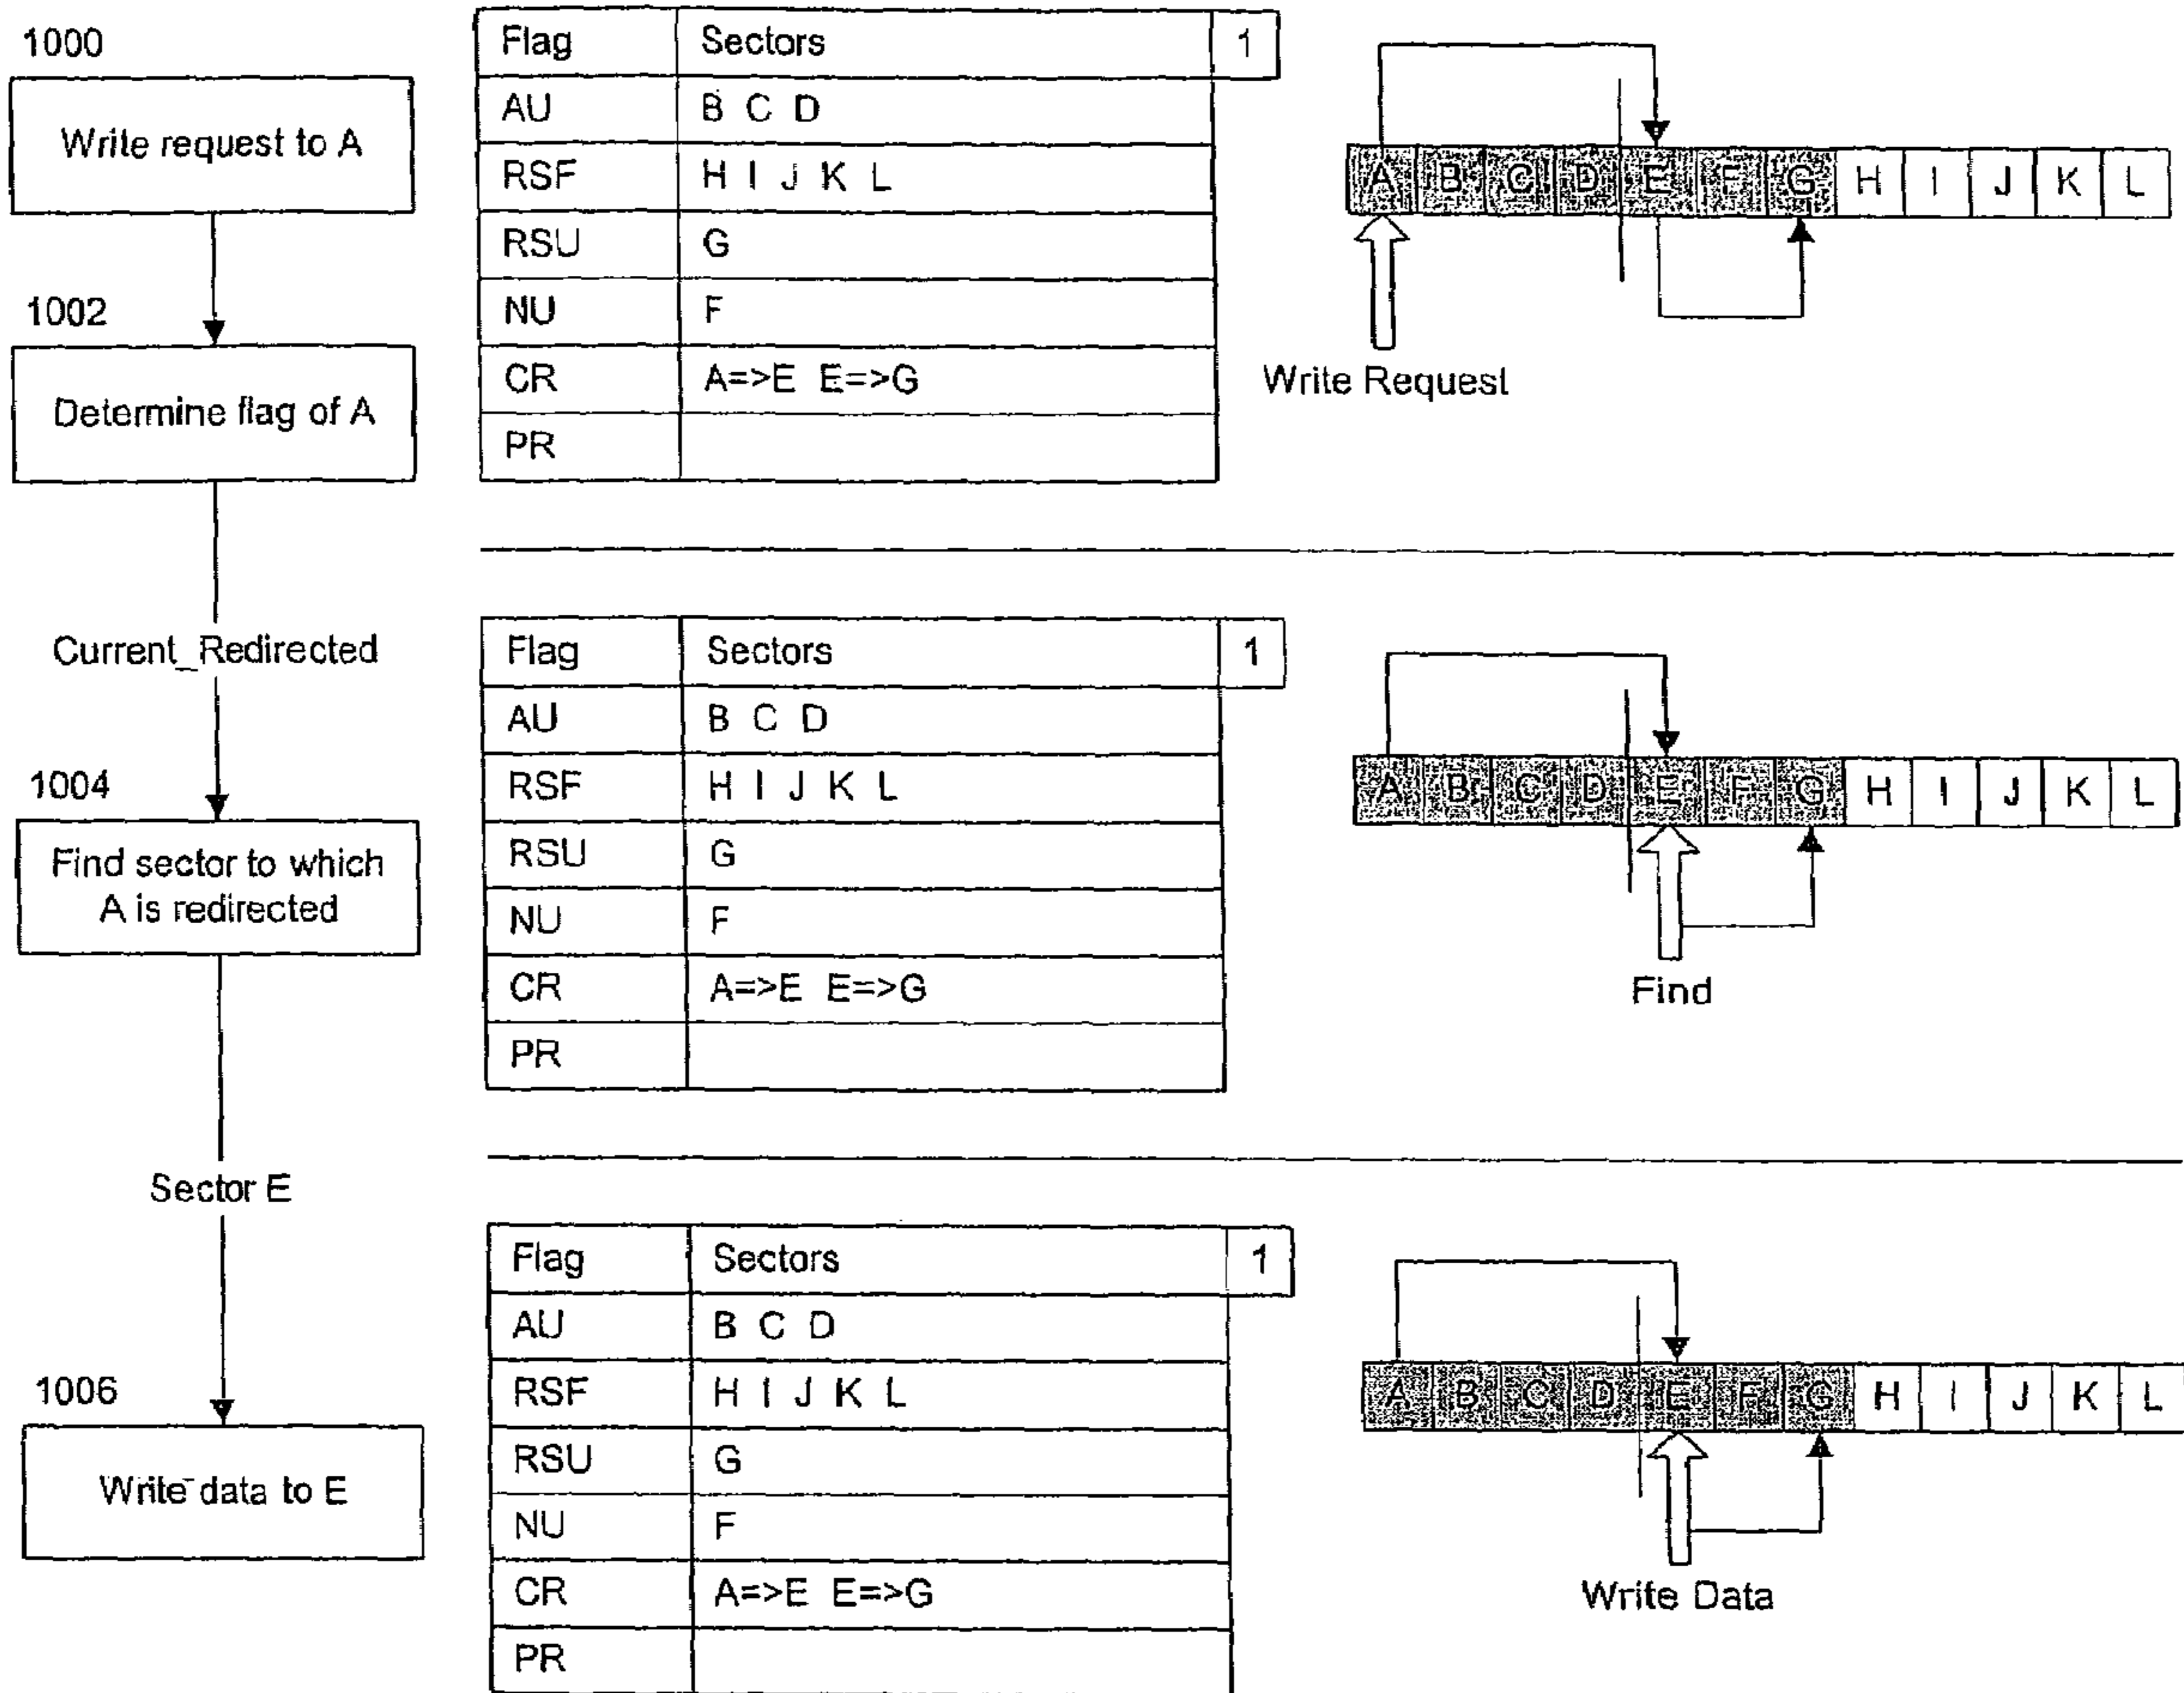 1000
Write request to A
1002
Determine flag of A
Current_Redirected
1004
Find sector to which
A is redirected
Sector E
1006
Write data to E
Flag Sectors 1
AU B C D
RSF H I J K L
RSU G
NU F
CR A=>E E=>G
PR
A B C D E F G H I J K L
Write Request
Flag Sectors 1
AU B C D
RSF H I J K L
RSU G
NU F
CR A=>E E=>G
PR
A B C D E F G H I J K L
Find
Flag Sectors 1
AU B C D
RSF H I J K L
RSU G
NU F
CR A=>E E=>G
PR
A B C D E F G H I J K L
Write Data